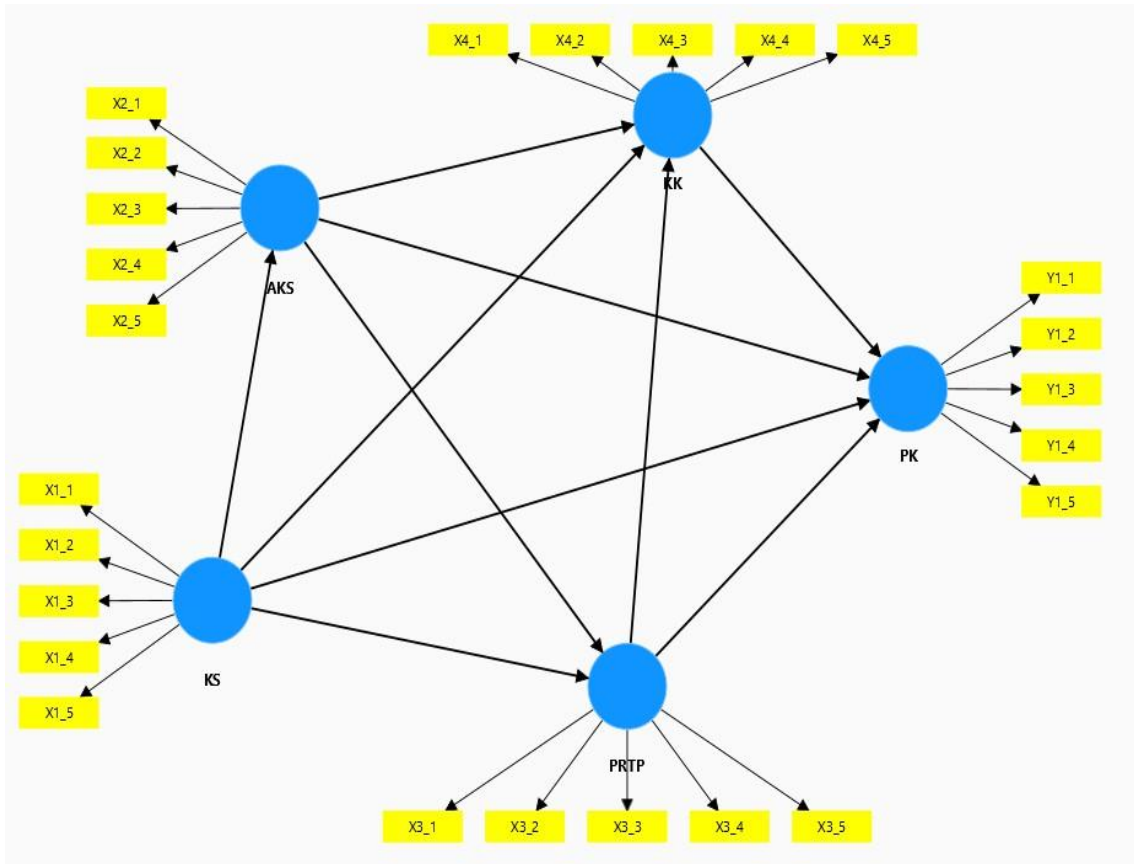 X4_1
X4_2
X4_3
X4_4
X4_5
KK
X2_1
X2_2
X2_3
X2_4
X2_5
AKS
Y1_1
Y1_2
Y1_3
Y1_4
Y1_5
PK
X1_1
X1_2
X1_3
X1_4
X1_5
KS
PRTP
X3_1
X3_2
X3_3
X3_4
X3_5